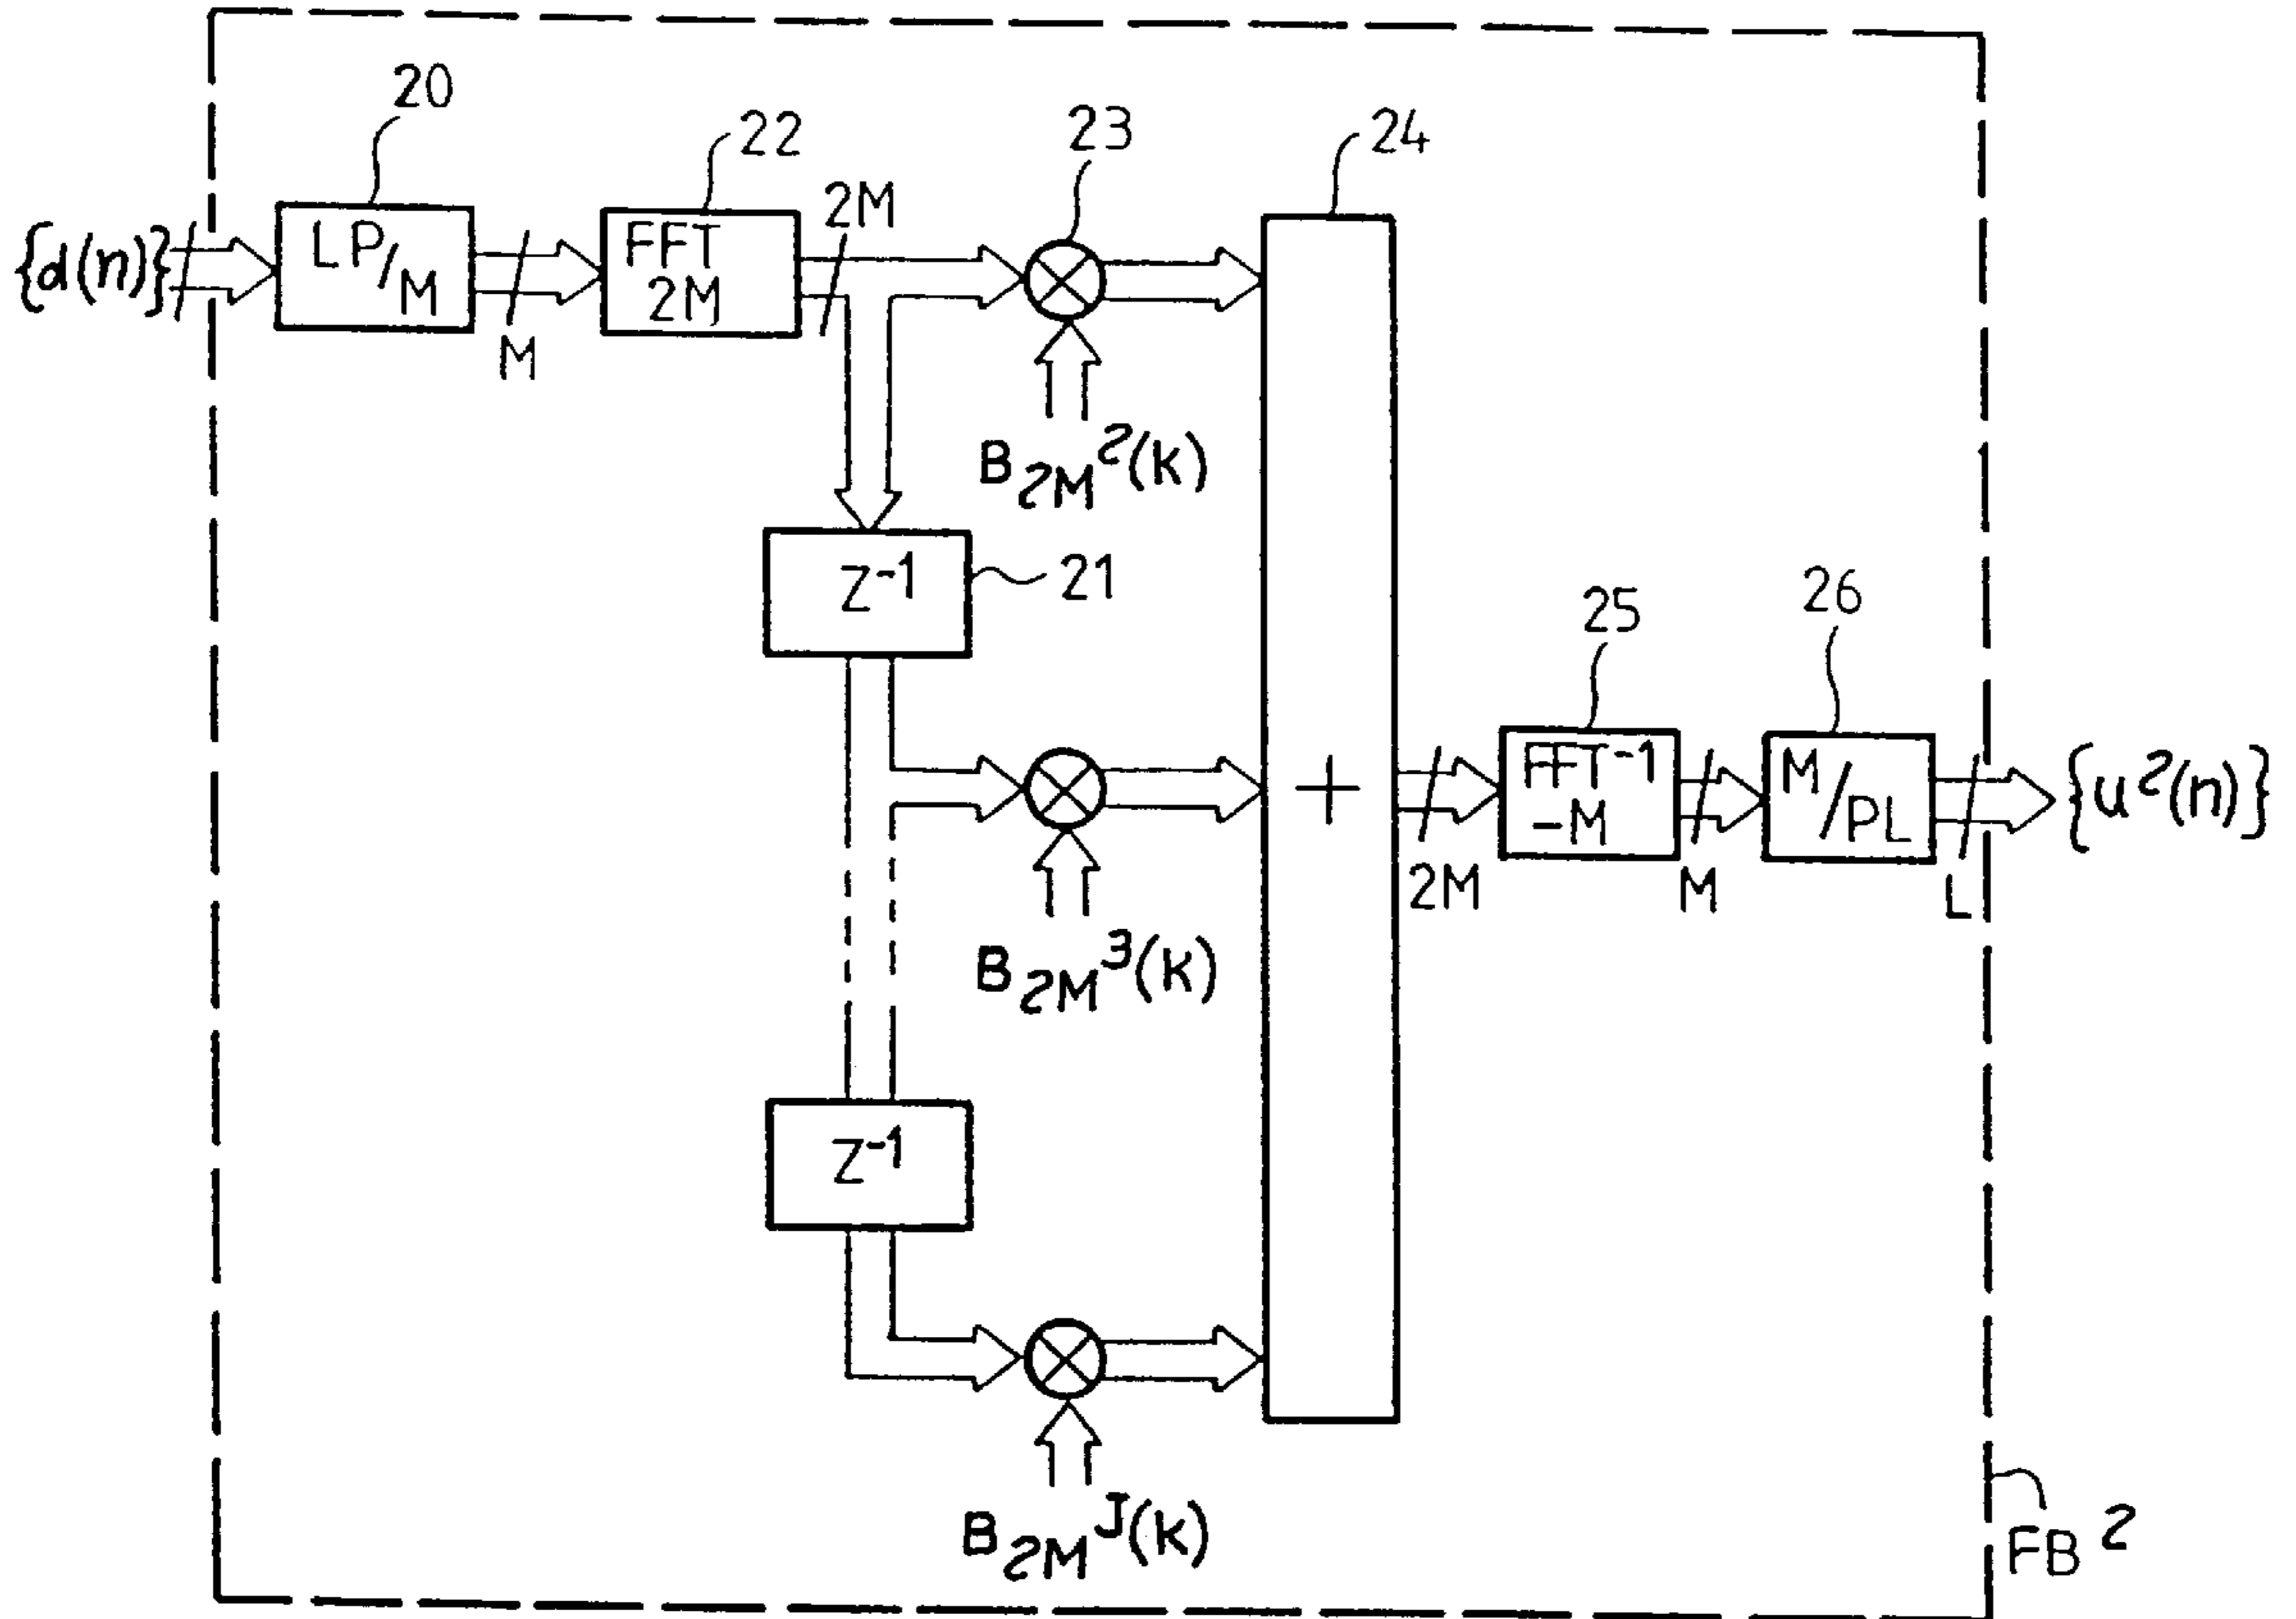 20
22
23
24
2M
{d(n)}
LP/M
FFT
2M
M
B₂ₘ²(k)
Z⁻¹
21
25
26
+
FFT⁻¹
-M
M/PL
{u²(n)}
2M
M
L
B₂ₘ³(k)
Z⁻¹
B₂ₘᴶ(k)
FB²